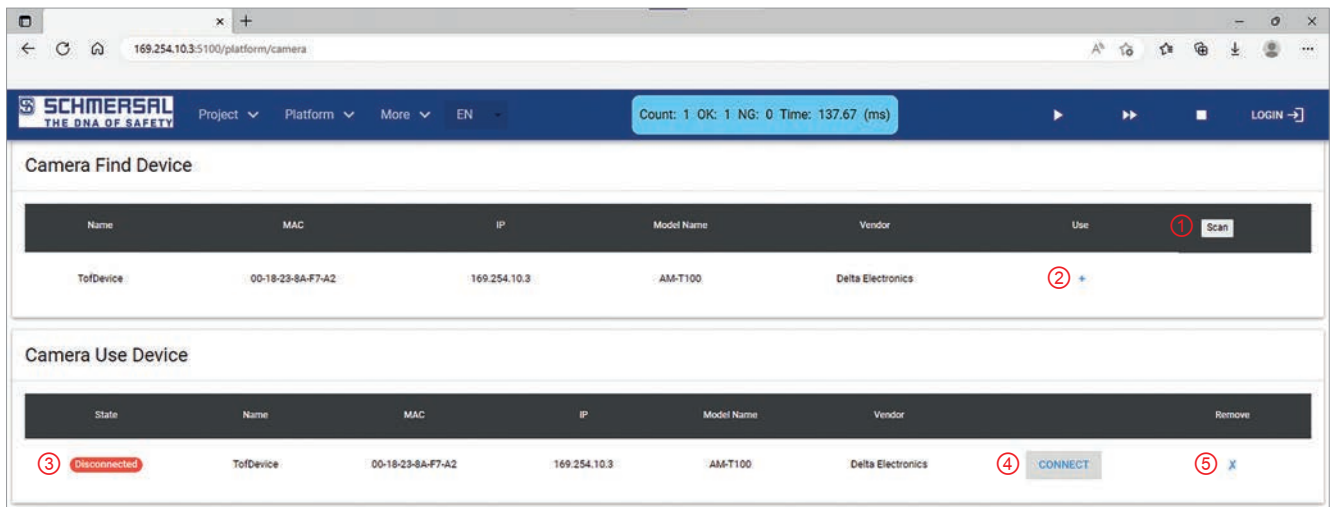 169.254.10.3:5100/platform/camera
SCHMERSAL
THE DNA OF SAFETY
Project Platform More EN Count: 1 OK: 1 NG: 0 Time: 137.67 (ms) LOGIN
Camera Find Device
Name MAC IP Model Name Vendor Use ① Scan
TofDevice 00-18-23-8A-F7-A2 169.254.10.3 AM-T100 Delta Electronics ② +
Camera Use Device
State Name MAC IP Model Name Vendor Remove
③ Disconnected TofDevice 00-18-23-8A-F7-A2 169.254.10.3 AM-T100 Delta Electronics ④ CONNECT ⑤ X